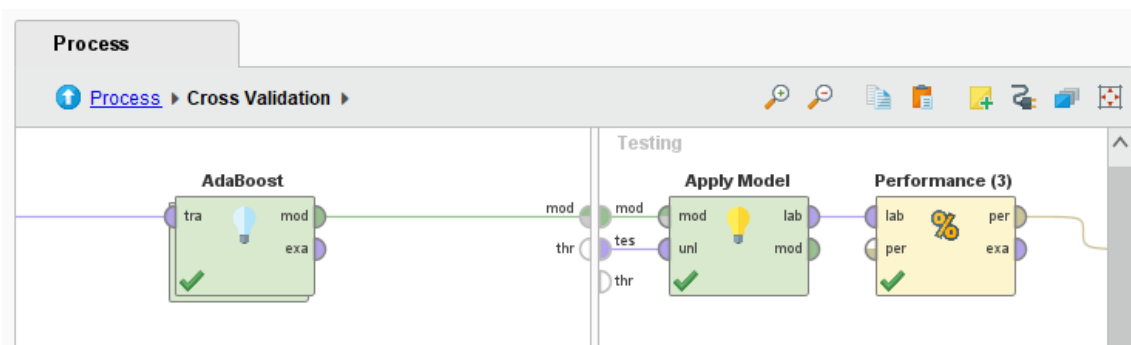 Process
Process ▸ Cross Validation ▸
Testing
AdaBoost
Apply Model
Performance (3)
tra mod
exa
mod
thr
mod
tes
thr
mod lab
unl mod
lab per
per exa
%